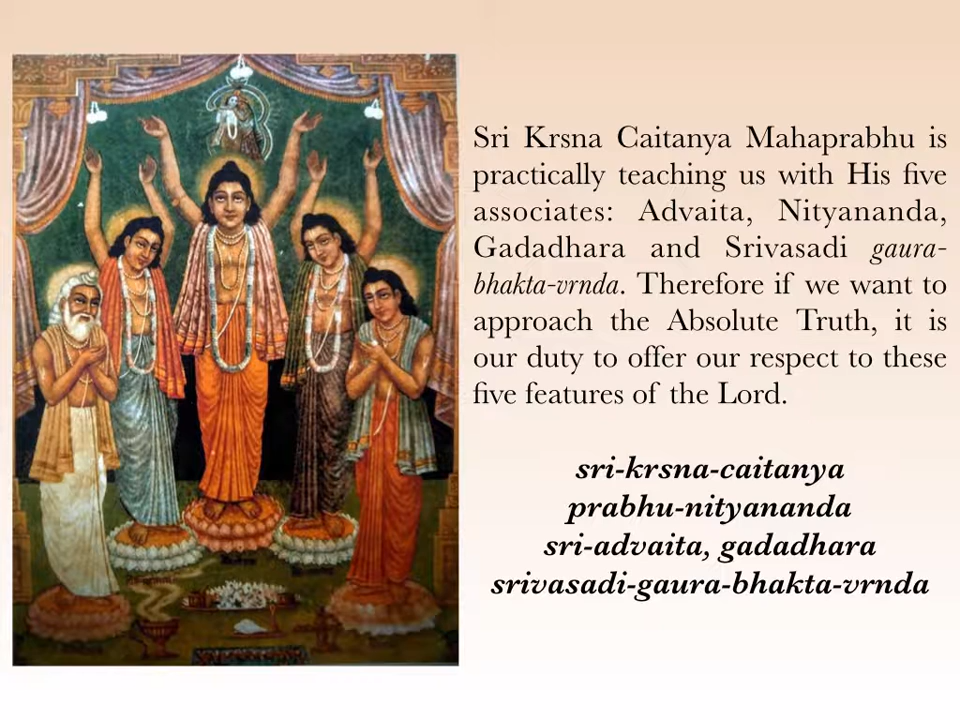 Sri Krsna Caitanya Mahaprabhu is
practically teaching us with His five
associates: Advaita, Nityananda,
Gadadhara and Srivasadi gaura-
bhakta-vrnda. Therefore if we want to
approach the Absolute Truth, it is
our duty to offer our respect to these
five features of the Lord.
sri-krsna-caitanya
prabhu-nityananda
sri-advaita, gadadhara
srivasadi-gaura-bhakta-vrnda